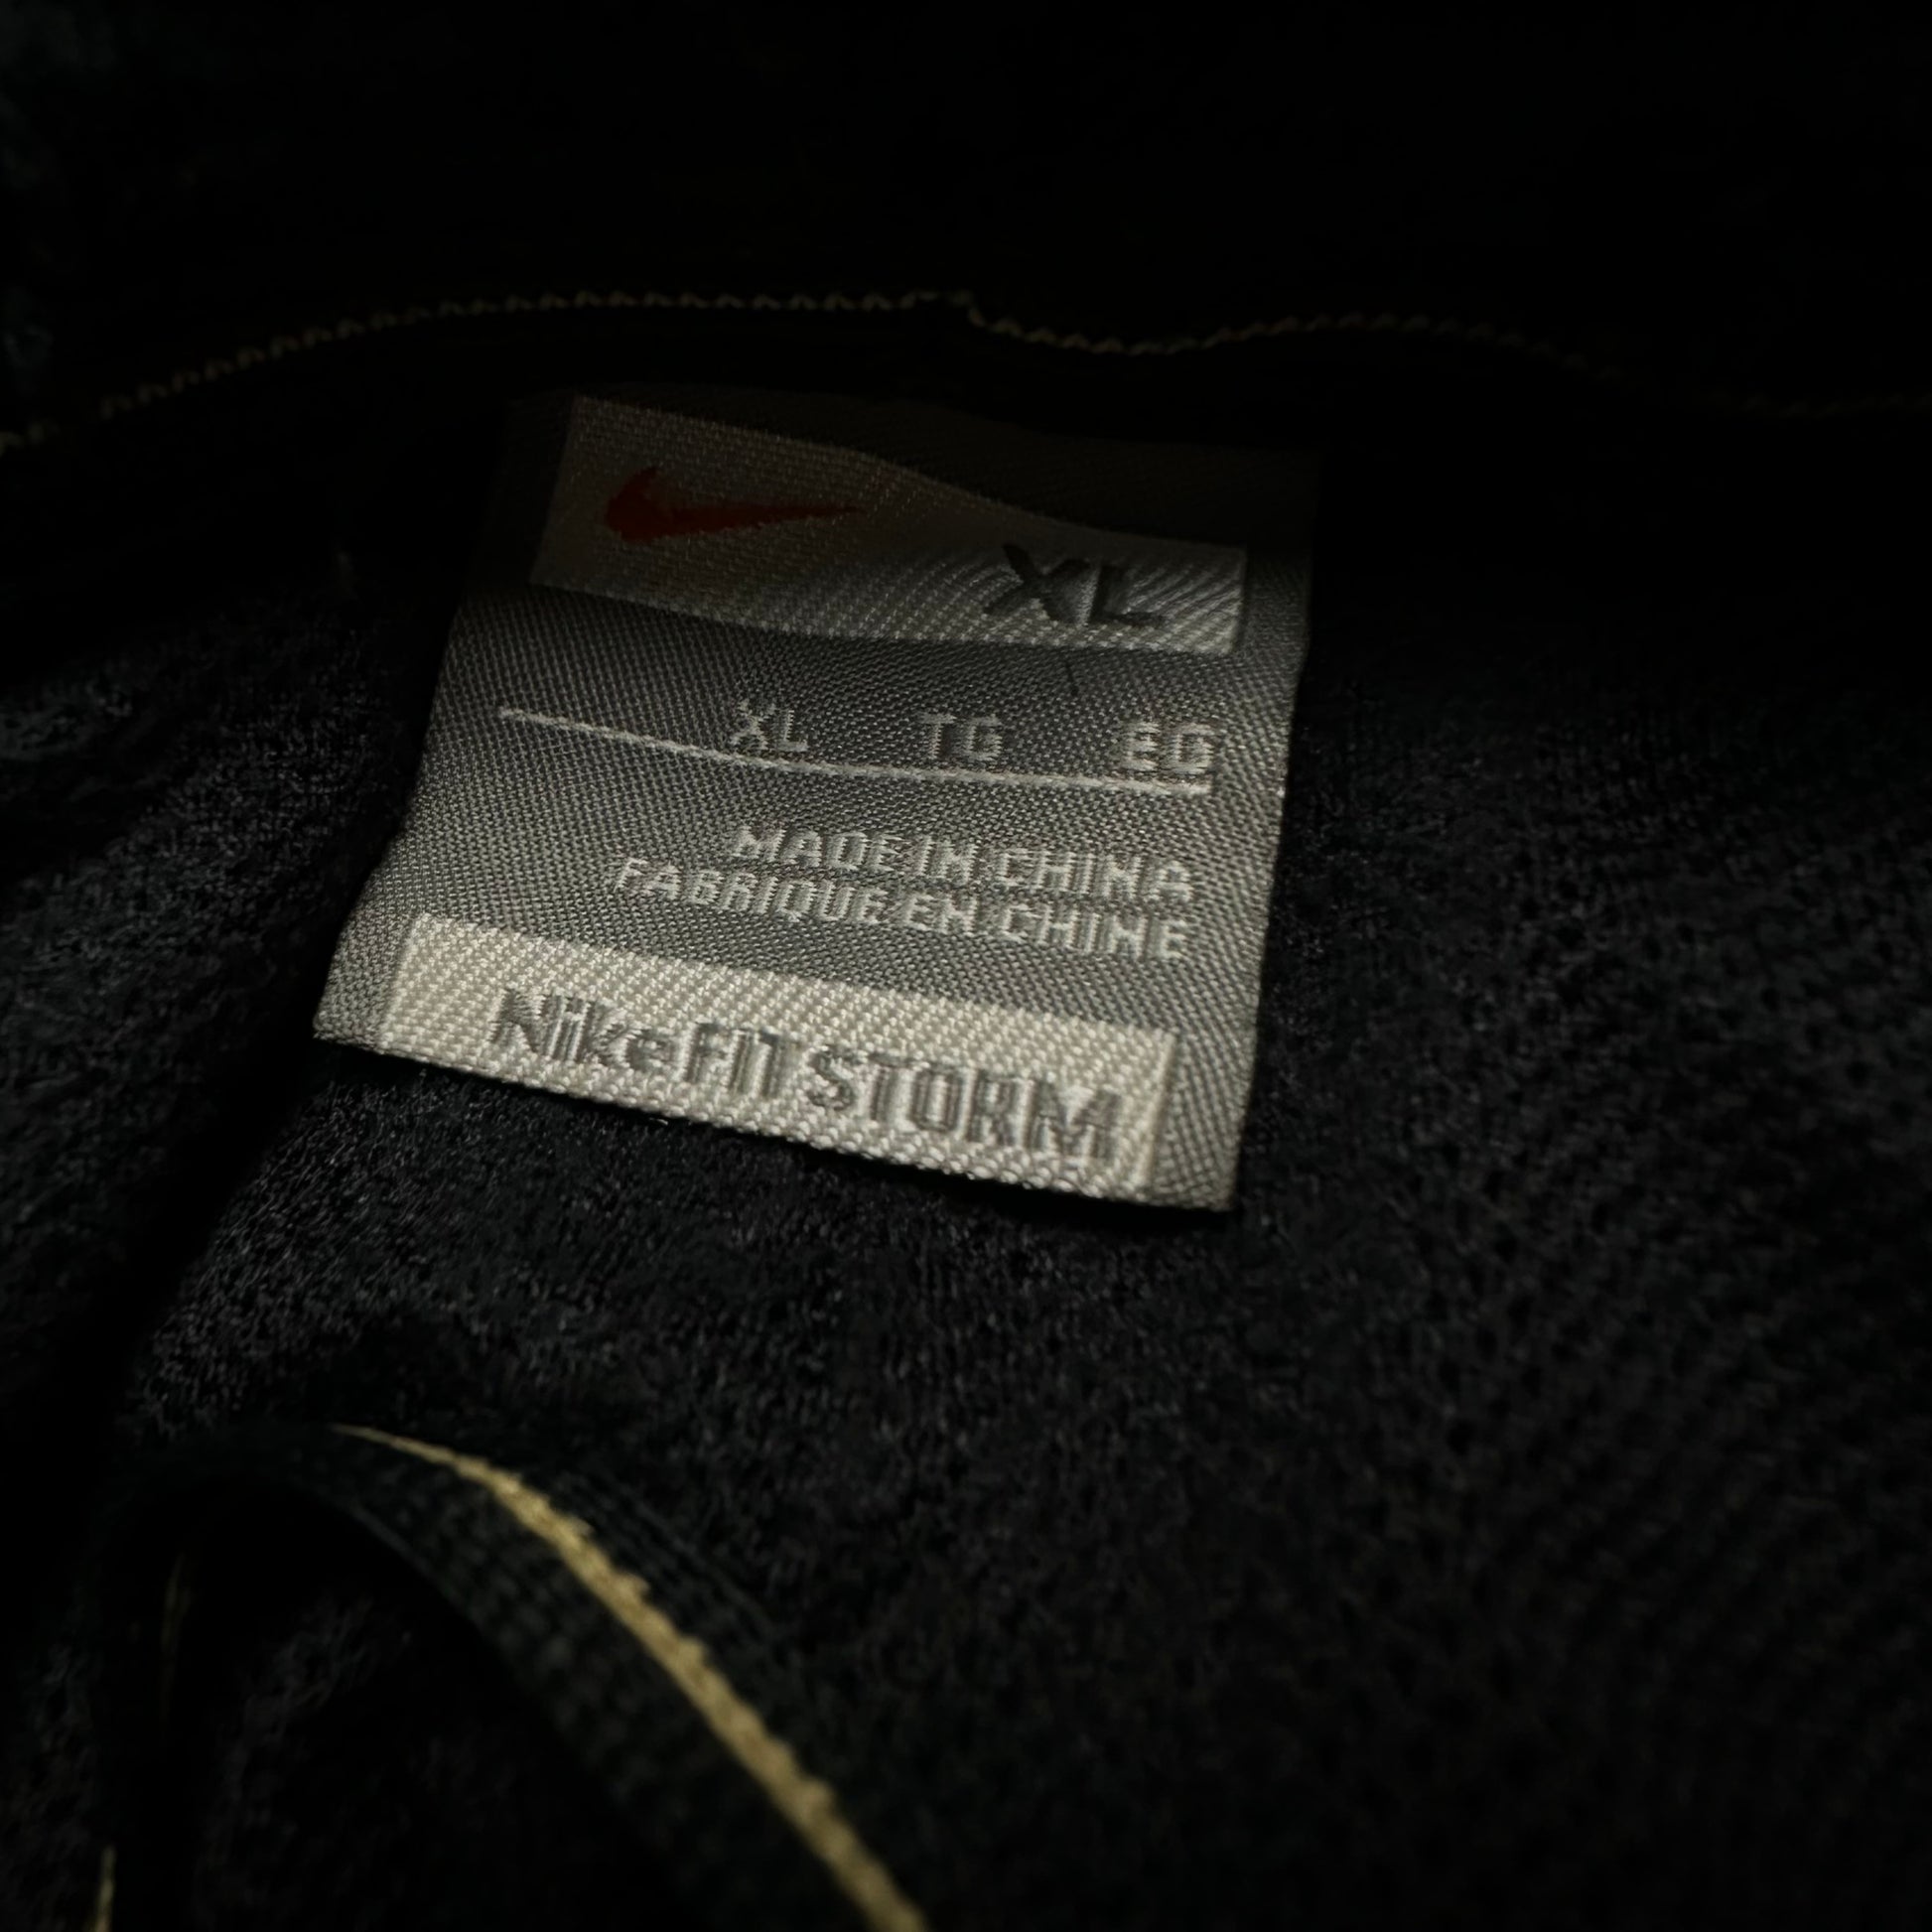 XL
XL TG EG
MADE IN CHINA
FABRIQUE EN CHINE
NikeFIT STORM